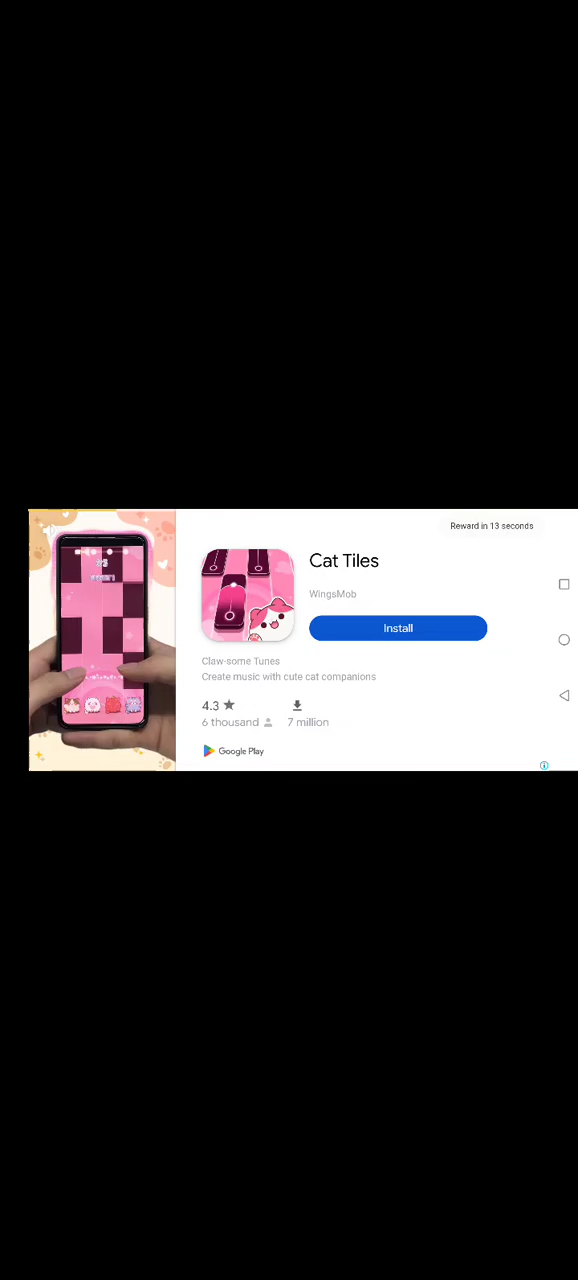 Reward in 13 seconds
Cat Tiles
WingsMob
Install
Claw-some Tunes
Create music with cute cat companions
4.3
6 thousand
7 million
Google Play